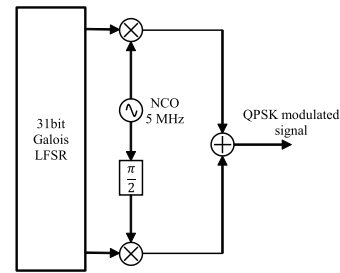 31bit
Galois
LFSR
NCO
5 MHz
π
2
QPSK modulated
signal